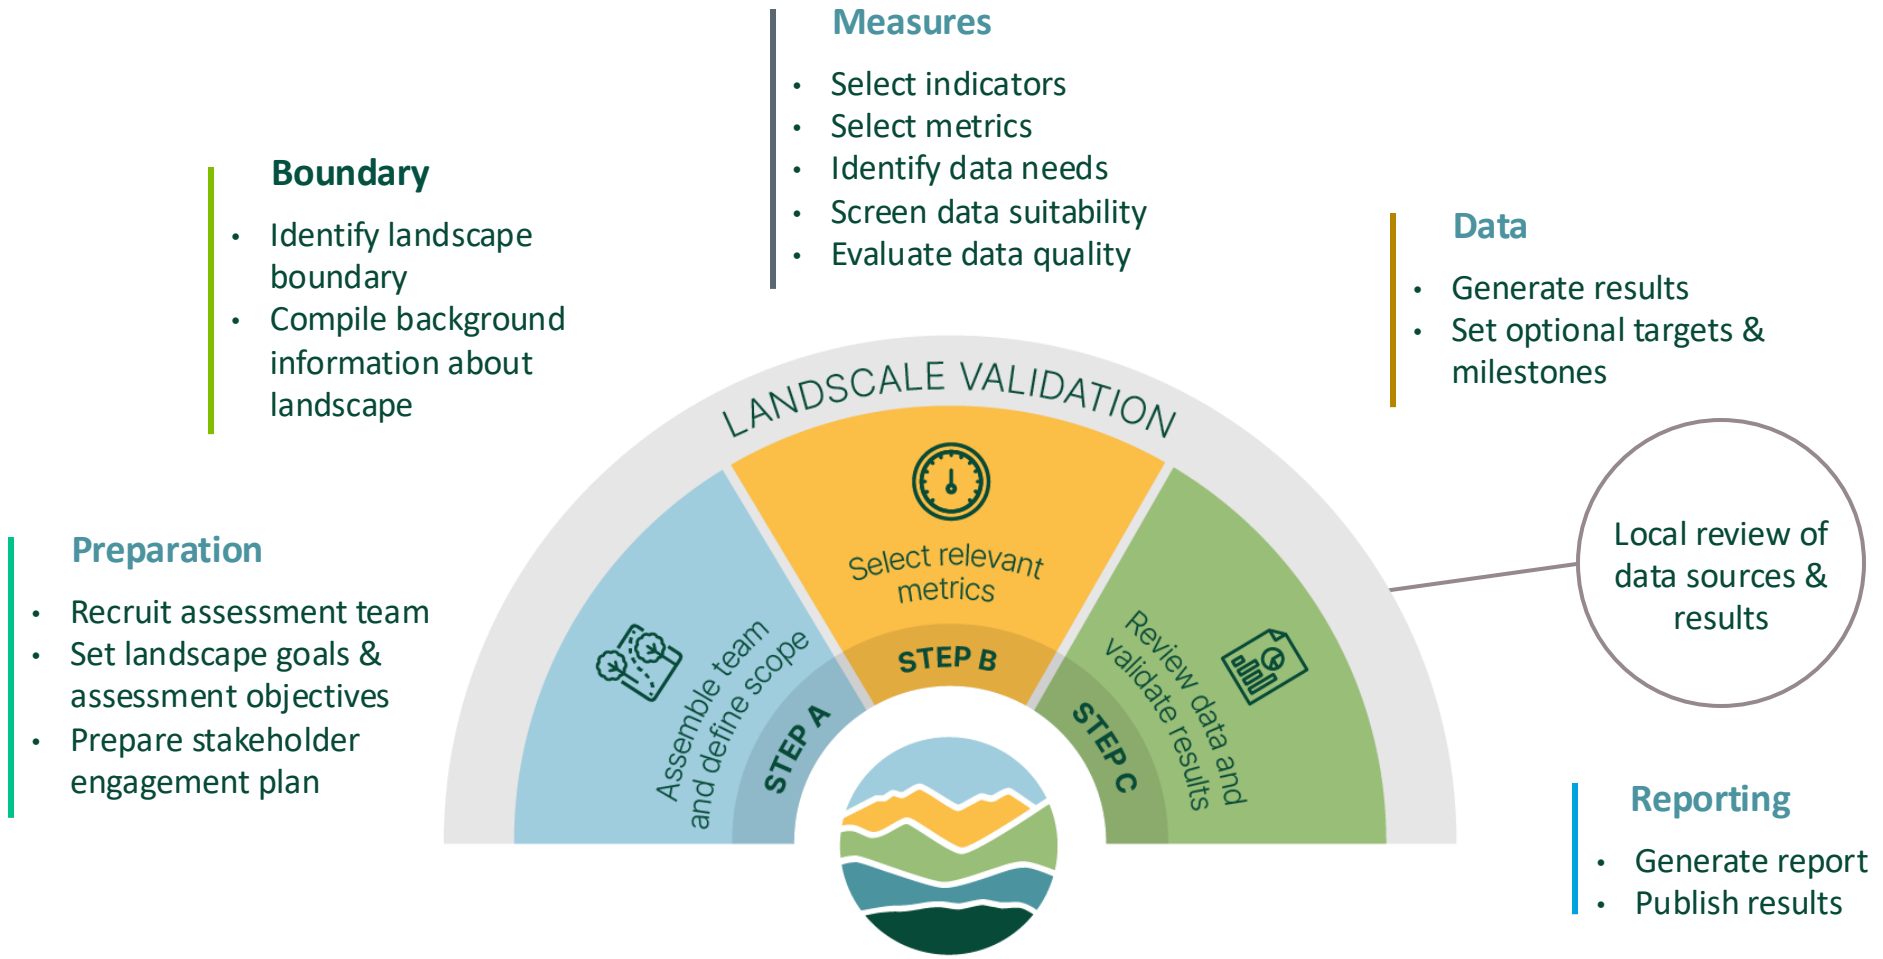 Measures
• Select indicators
• Select metrics
• Identify data needs
• Screen data suitability
• Evaluate data quality
Boundary
• Identify landscape
boundary
• Compile background
information about
landscape
Data
• Generate results
• Set optional targets &
milestones
Preparation
• Recruit assessment team
• Set landscape goals &
assessment objectives
• Prepare stakeholder
engagement plan
LANDSCALE VALIDATION
Assemble team
and define scope
STEP A
Select relevant
metrics
STEP B
Review data and
validate results
STEP C
Local review of
data sources &
results
Reporting
• Generate report
• Publish results